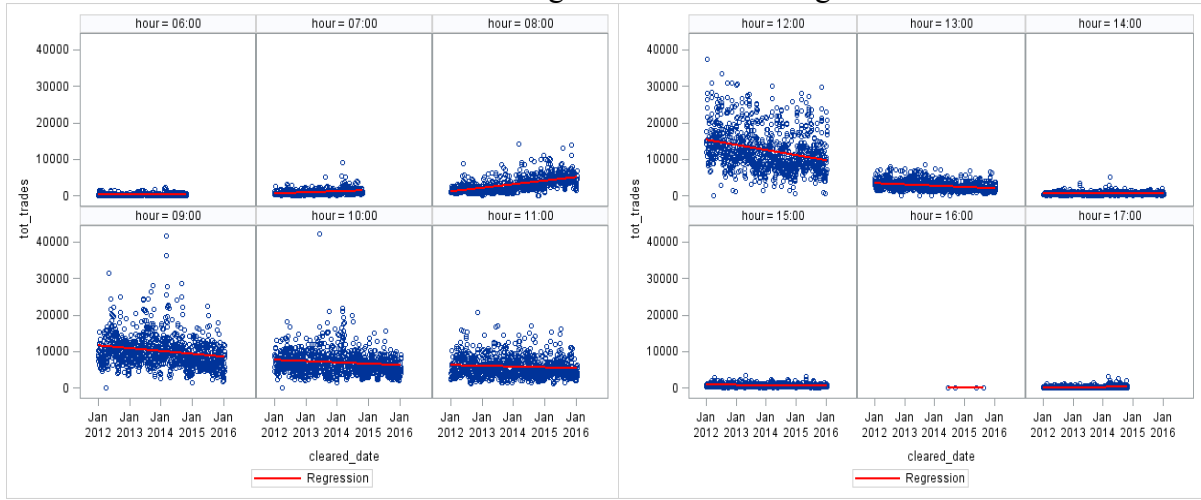 hour = 06:00 hour = 07:00 hour = 08:00
40000
30000
20000
10000
0
hour = 09:00 hour = 10:00 hour = 11:00
40000
30000
20000
10000
0
tot_trades
Jan Jan Jan Jan Jan Jan Jan Jan Jan Jan Jan Jan Jan Jan Jan
2012 2013 2014 2015 2016 2012 2013 2014 2015 2016 2012 2013 2014 2015 2016
cleared_date
Regression
hour = 12:00 hour = 13:00 hour = 14:00
40000
30000
20000
10000
0
hour = 15:00 hour = 16:00 hour = 17:00
40000
30000
20000
10000
0
tot_trades
Jan Jan Jan Jan Jan Jan Jan Jan Jan Jan Jan Jan Jan Jan Jan
2012 2013 2014 2015 2016 2012 2013 2014 2015 2016 2012 2013 2014 2015 2016
cleared_date
Regression